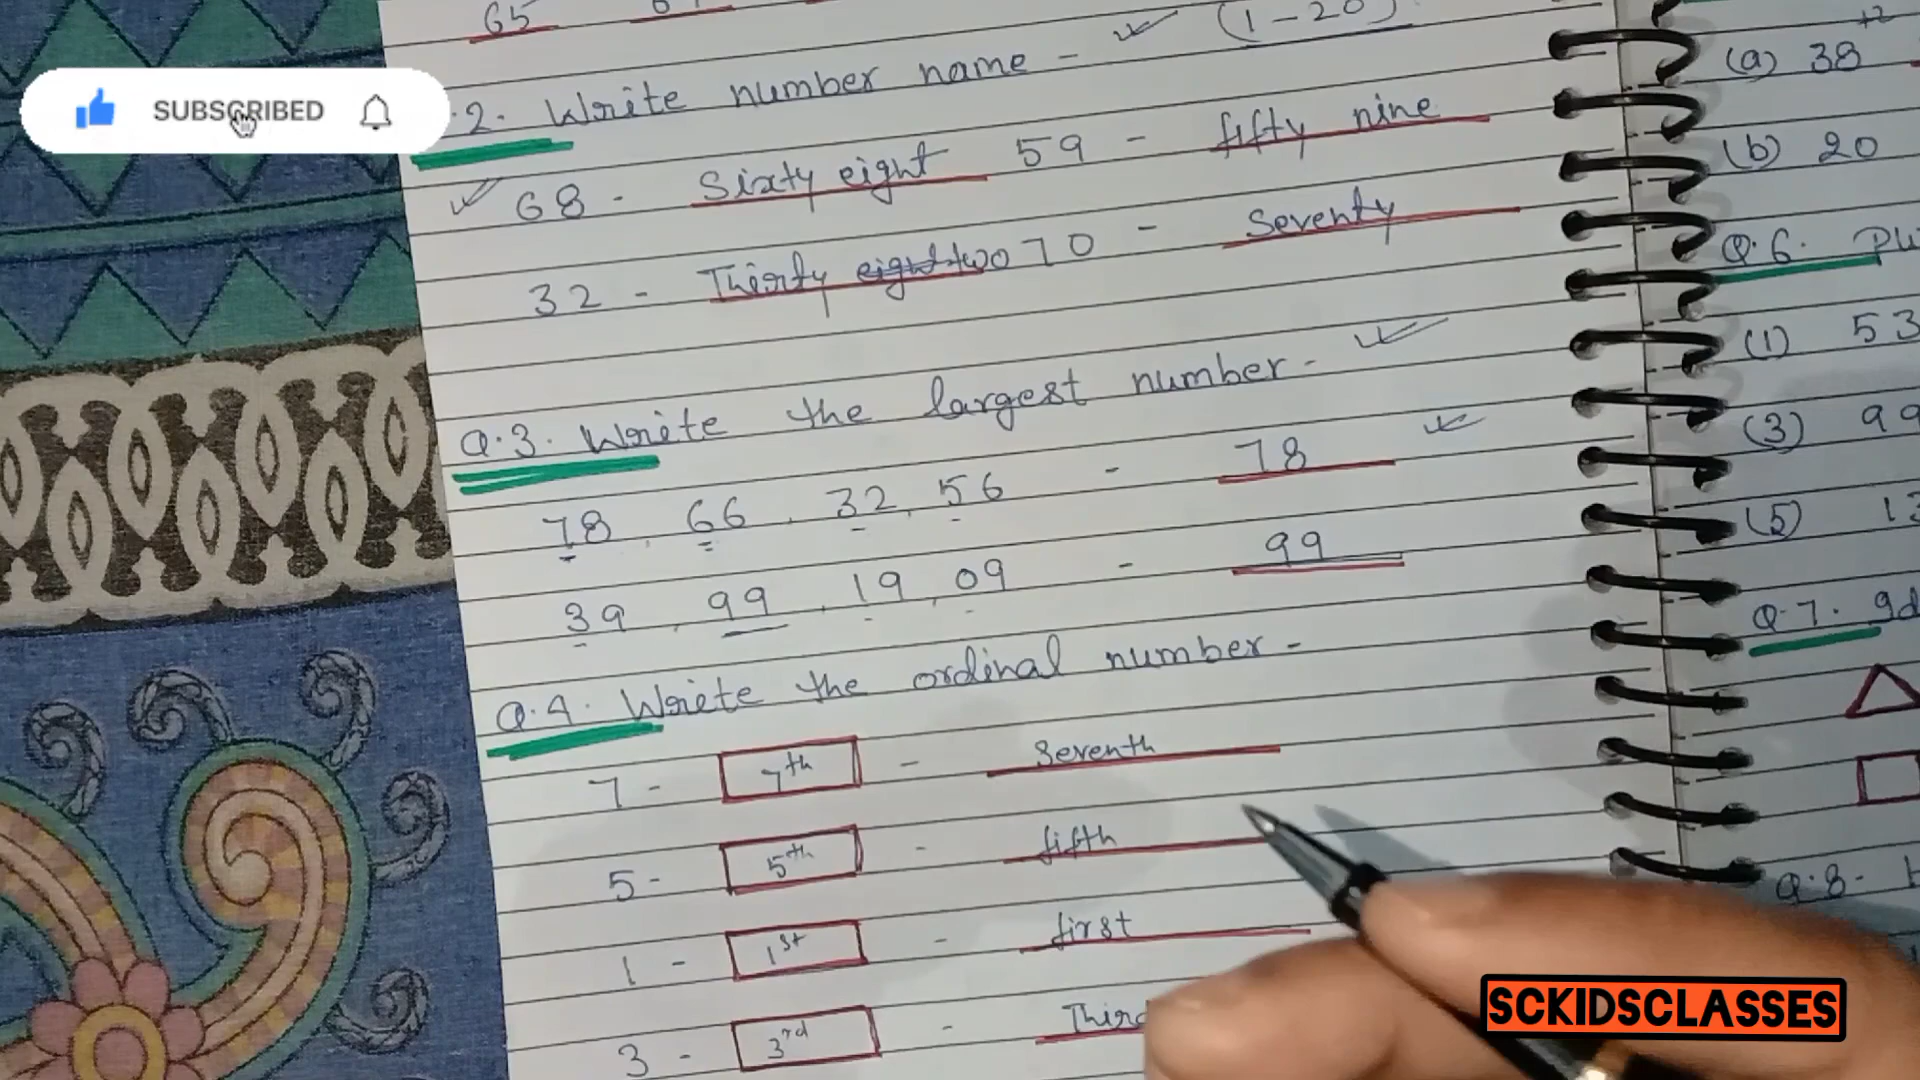 65
Q.2. Write number name - (1-20)
68 - Sixty eight 59 - fifty nine
32 - Thirty eight two 70 - Seventy
Q.3. Write the largest number -
78, 66, 32, 56 - 78
39, 99, 19, 09 - 99
Q.4. Write the ordinal number -
7 - 7th - Seventh
5 - 5th - fifth
1 - 1st - first
3 - 3rd - Third
(a) 38 +2
(b) 20
Q.6.
(1) 53
(3) 99
(5)
Q.7.
Q.8.
SUBSCRIBED
SCKIDSCLASSES